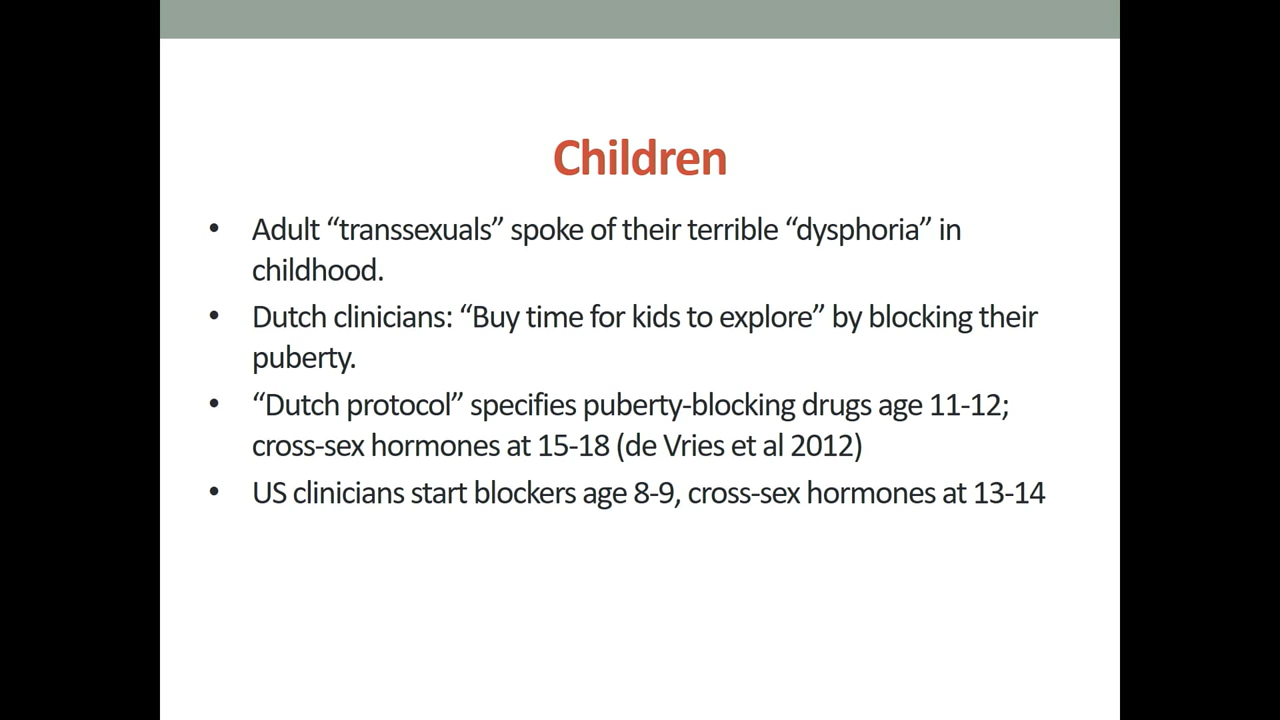 Children
• Adult “transsexuals” spoke of their terrible “dysphoria” in
childhood.
• Dutch clinicians: “Buy time for kids to explore” by blocking their
puberty.
• “Dutch protocol” specifies puberty-blocking drugs age 11-12;
cross-sex hormones at 15-18 (de Vries et al 2012)
• US clinicians start blockers age 8-9, cross-sex hormones at 13-14